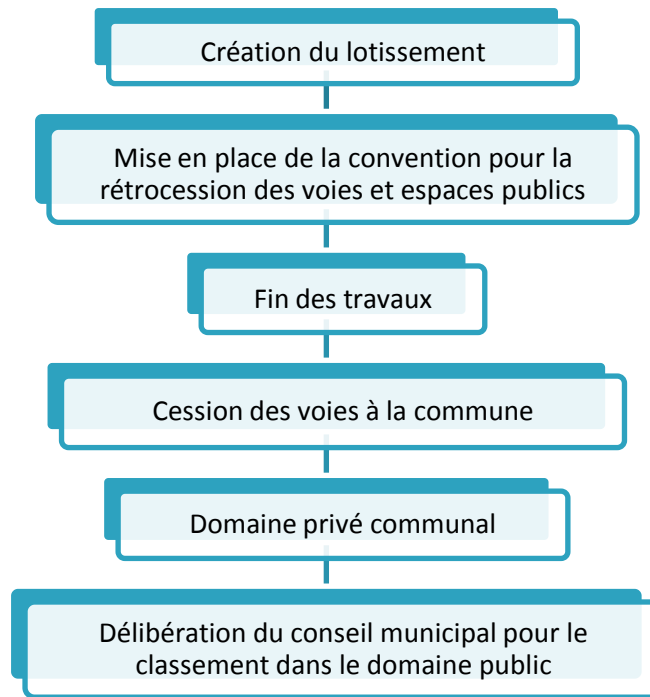 Création du lotissement
Mise en place de la convention pour la
rétrocession des voies et espaces publics
Fin des travaux
Cession des voies à la commune
Domaine privé communal
Délibération du conseil municipal pour le
classement dans le domaine public